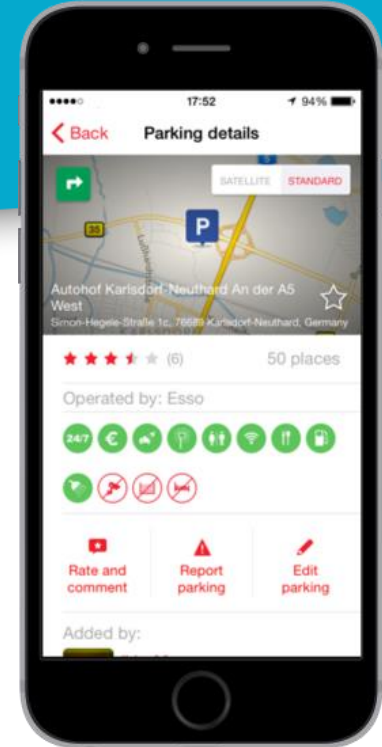 17:52
94%
Back
Parking details
SATELLITE
STANDARD
35
5
P
Autohof Karlsdorf-Neuthard An der A5
West
Simon-Hegele-Straße 1c, 76689 Karlsdorf-Neuthard, Germany
(6)
50 places
Operated by: Esso
24/7
€
P
Rate and
comment
Report
parking
Edit
parking
Added by: